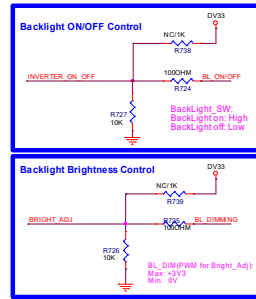 Backlight ON/OFF Control
DV33
NC/1K
R738
INVERTER_ON_OFF
100OHM
BL_ON/OFF
R724
R727
10K
BackLight_SW:
BackLight on: High
BackLight off: Low
Backlight Brightness Control
DV33
NC/1K
R739
BRIGHT_ADJ
R725
BL_DIMMING
100OHM
R726
10K
BL_DIM(PWM for Bright_Adj):
Max: +3V3
Min: 0V